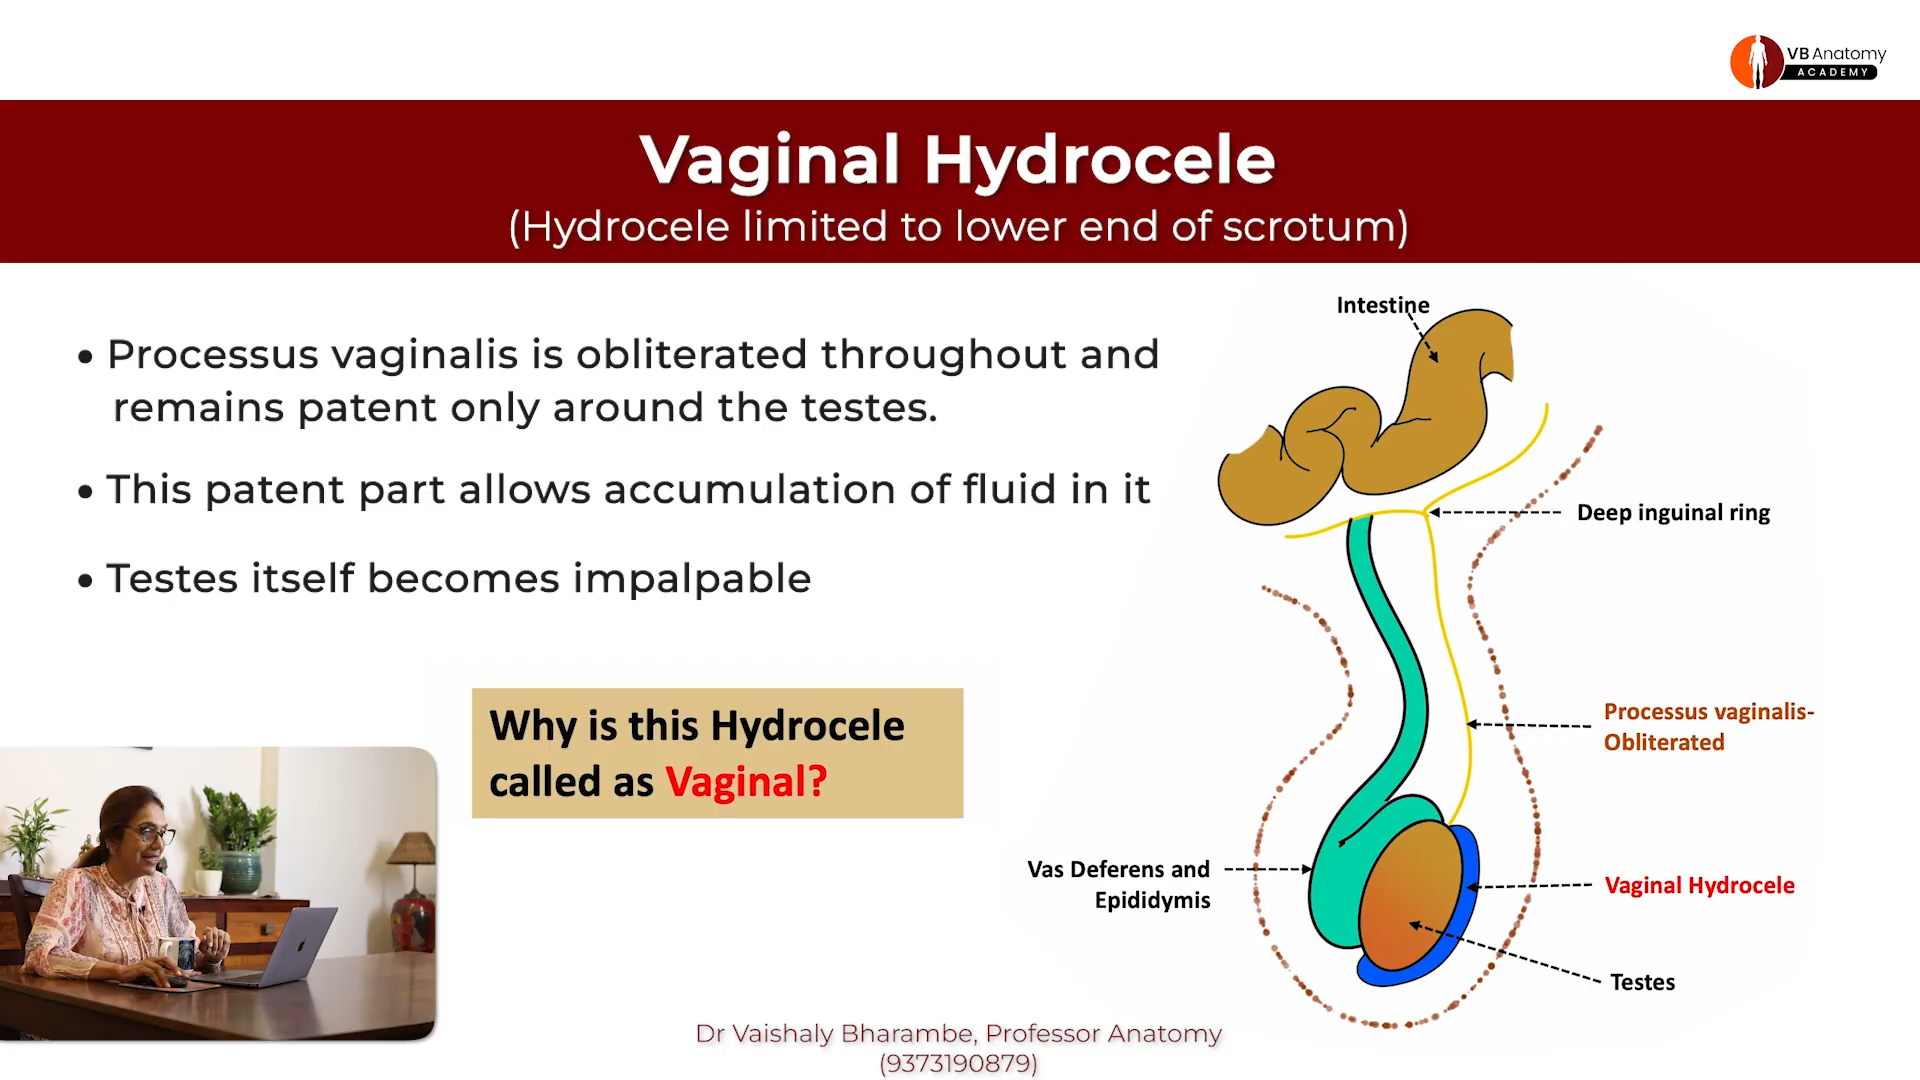 VB Anatomy
ACADEMY
Vaginal Hydrocele
(Hydrocele limited to lower end of scrotum)
• Processus vaginalis is obliterated throughout and
remains patent only around the testes.
• This patent part allows accumulation of fluid in it
• Testes itself becomes impalpable
Why is this Hydrocele
called as Vaginal?
Intestine
Deep inguinal ring
Processus vaginalis-
Obliterated
Vas Deferens and
Epididymis
Vaginal Hydrocele
Testes
Dr Vaishaly Bharambe, Professor Anatomy
(9373190879)